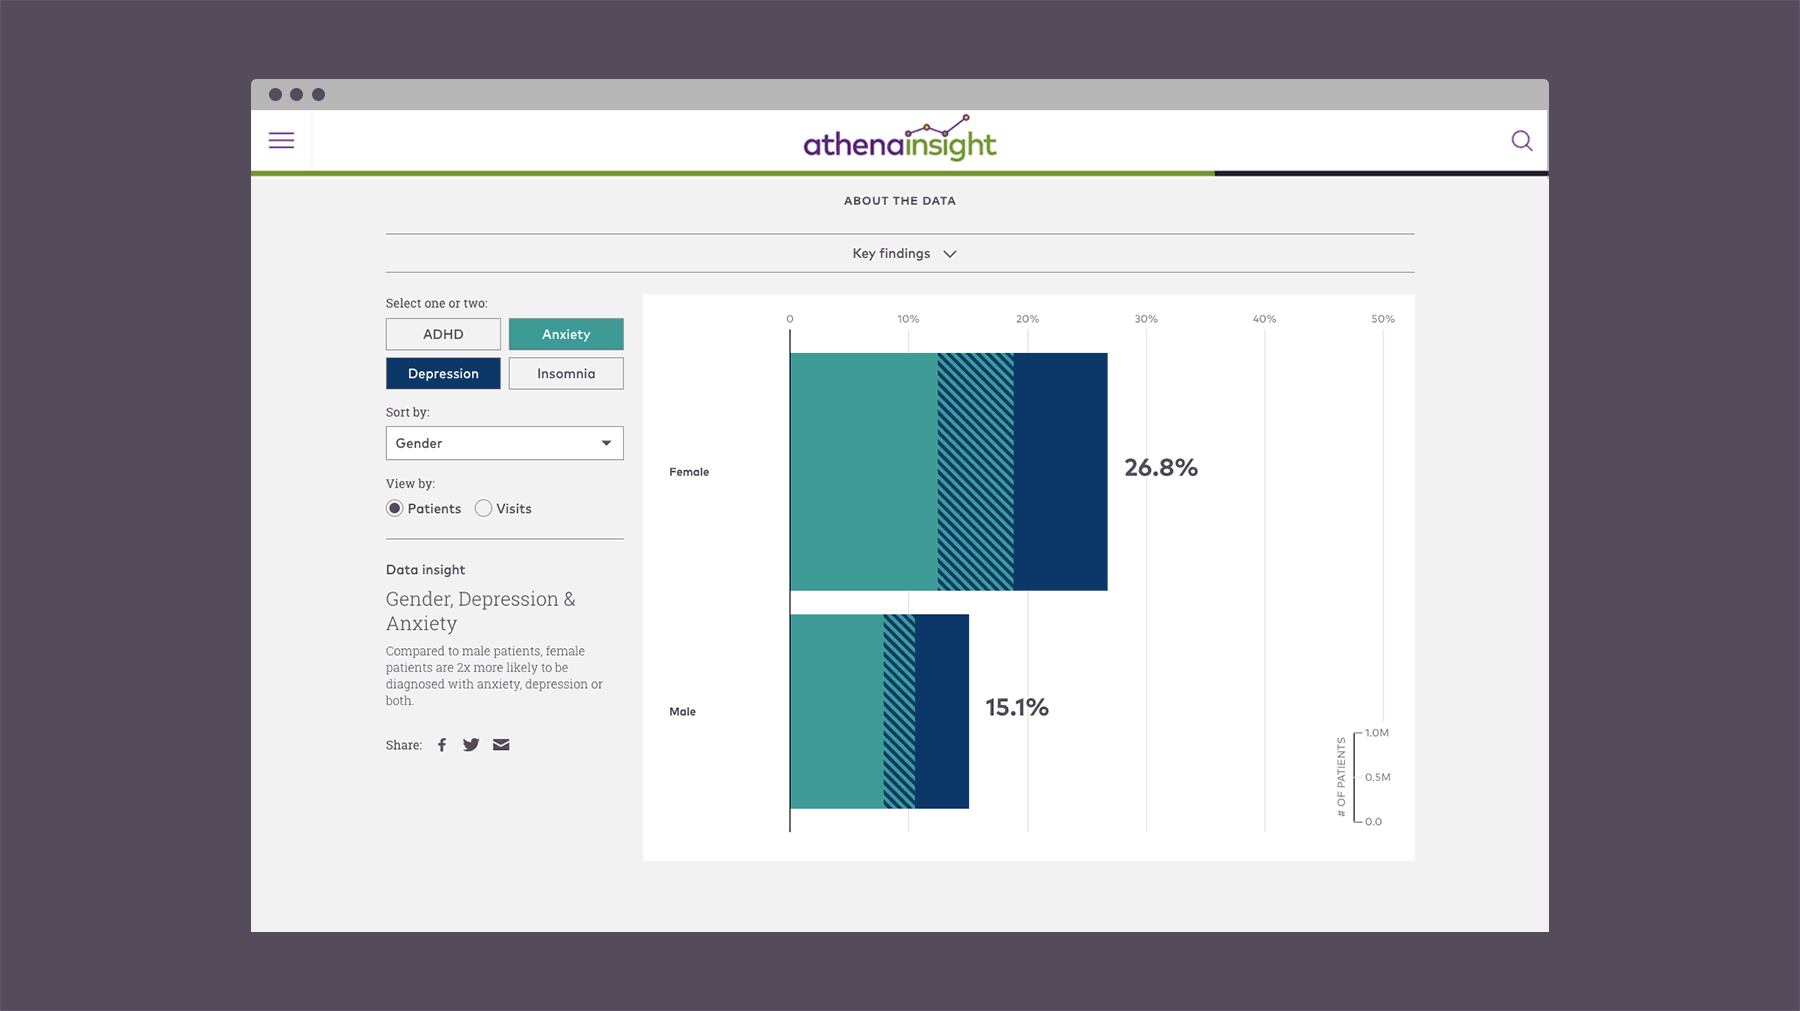 athenainsight
ABOUT THE DATA
Key findings
Select one or two:
ADHD
Anxiety
Depression
Insomnia
Sort by:
Gender
View by:
Patients
Visits
Data insight
Gender, Depression &
Anxiety
Compared to male patients, female
patients are 2x more likely to be
diagnosed with anxiety, depression or
both.
Share:
0 10% 20% 30% 40% 50%
Female
26.8%
Male
15.1%
# OF PATIENTS
1.0M
0.5M
0.0